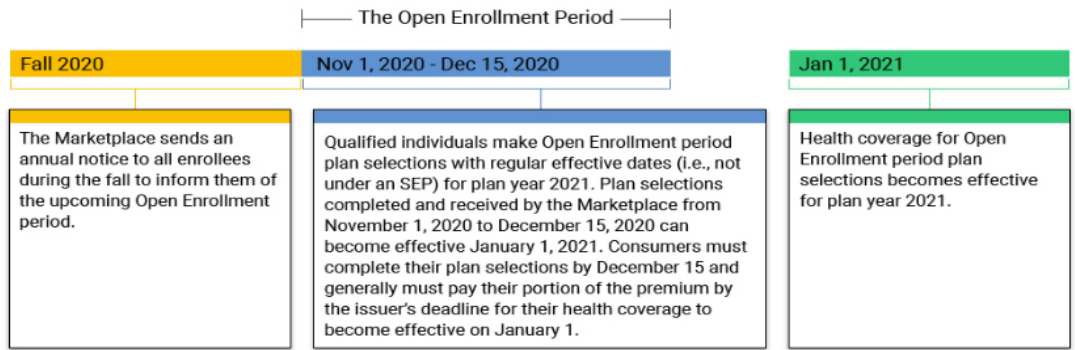 The Open Enrollment Period
Fall 2020
Nov 1, 2020 - Dec 15, 2020
Jan 1, 2021
The Marketplace sends an
annual notice to all enrollees
during the fall to inform them of
the upcoming Open Enrollment
period.
Qualified individuals make Open Enrollment period
plan selections with regular effective dates (i.e., not
under an SEP) for plan year 2021. Plan selections
completed and received by the Marketplace from
November 1, 2020 to December 15, 2020 can
become effective January 1, 2021. Consumers must
complete their plan selections by December 15 and
generally must pay their portion of the premium by
the issuer's deadline for their health coverage to
become effective on January 1.
Health coverage for Open
Enrollment period plan
selections becomes effective
for plan year 2021.